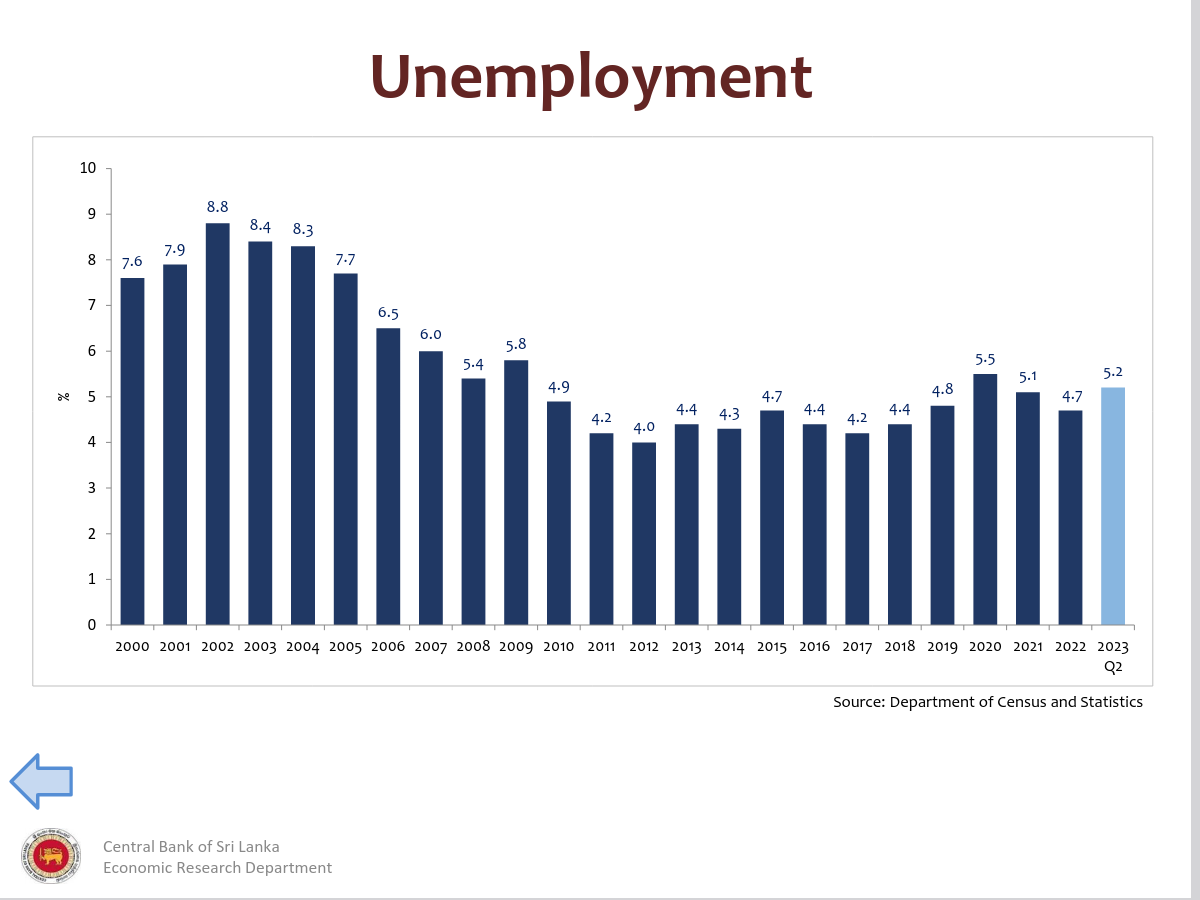 Unemployment
10
9
8
7
6
5
4
3
2
1
0
%
7.6 7.9 8.8 8.4 8.3 7.7 6.5 6.0 5.4 5.8 4.9 4.2 4.0 4.4 4.3 4.7 4.4 4.2 4.4 4.8 5.5 5.1 4.7 5.2
2000 2001 2002 2003 2004 2005 2006 2007 2008 2009 2010 2011 2012 2013 2014 2015 2016 2017 2018 2019 2020 2021 2022 2023
Q2
Source: Department of Census and Statistics
Central Bank of Sri Lanka
Economic Research Department